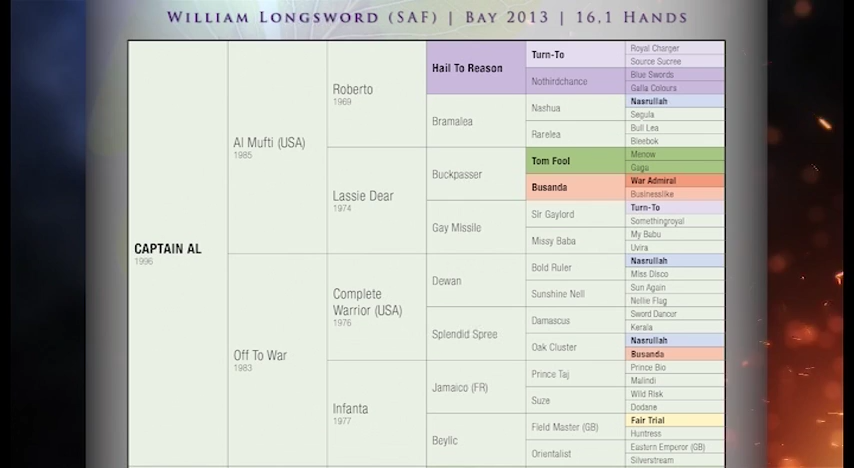 William Longsword (SAF) | Bay 2013 | 16,1 Hands
CAPTAIN AL
1996
Al Mufti (USA)
1985
Off To War
1983
Roberto
1969
Lassie Dear
1974
Complete
Warrior (USA)
1976
Infanta
1977
Hail To Reason
Bramalea
Buckpasser
Gay Missile
Dewan
Splendid Spree
Jamaico (FR)
Beylic
Turn-To
Nothirdchance
Nashua
Rarelea
Tom Fool
Busanda
Sir Gaylord
Missy Baba
Bold Ruler
Sunshine Nell
Damascus
Oak Cluster
Prince Taj
Suze
Field Master (GB)
Orientalist
Royal Charger
Source Sucree
Blue Swords
Galla Colours
Nasrullah
Segula
Bull Lea
Bleebok
Menow
Gaga
War Admiral
Businesslike
Turn-To
Somethingroyal
My Babu
Uvira
Nasrullah
Miss Disco
Sun Again
Nellie Flag
Sword Dancer
Kerala
Nasrullah
Busanda
Prince Bio
Malindi
Wild Risk
Dodane
Fair Trial
Huntress
Eastern Emperor (GB)
Silverstream